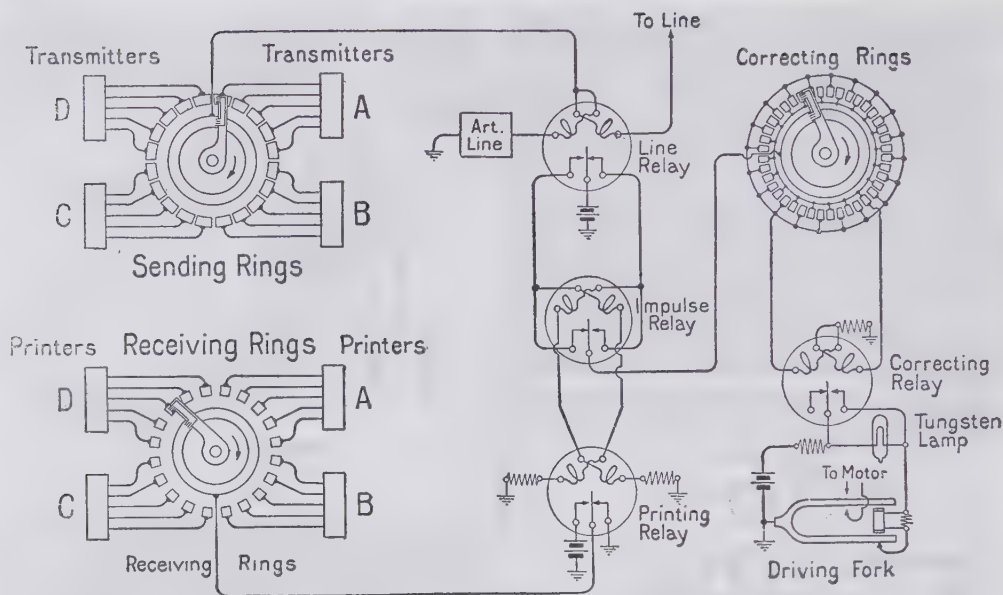 Transmitters
Transmitters
D
A
C
B
Sending Rings
To Line
Art.
Line
Line
Relay
Correcting Rings
Impulse
Relay
Correcting
Relay
Tungsten
Lamp
To Motor
Driving Fork
Printers
Receiving Rings
Printers
D
A
C
B
Receiving Rings
Printing
Relay